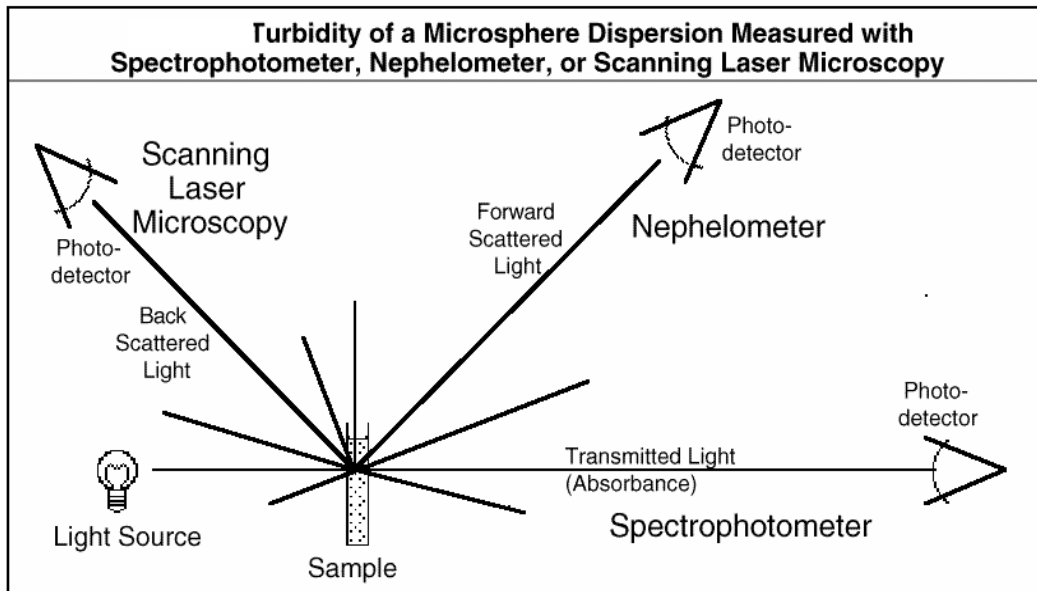 Turbidity of a Microsphere Dispersion Measured with
Spectrophotometer, Nephelometer, or Scanning Laser Microscopy
Scanning
Laser
Microscopy
Photo-
detector
Back
Scattered
Light
Photo-
detector
Forward
Scattered
Light
Nephelometer
Photo-
detector
Transmitted Light
(Absorbance)
Spectrophotometer
Light Source
Sample